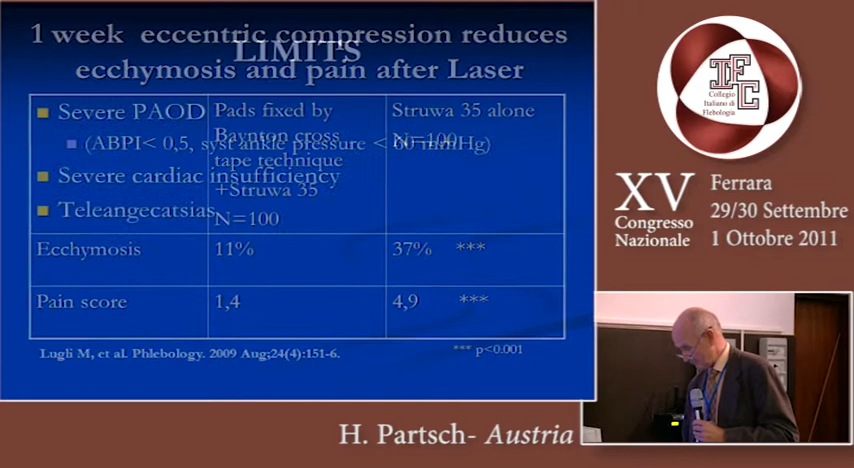 1 week eccentric compression reduces
ecchymosis and pain after Laser
LIMITS
Severe PAOD
(ABPI< 0,5, syst ankle pressure < 60 mmHg)
Severe cardiac insufficiency
Teleangecatsias
Pads fixed by
Baynton cross
tape technique
+Struwa 35
N=100
Struwa 35 alone
N=100
Ecchymosis
11%
37% ***
Pain score
1,4
4,9 ***
Lugli M, et al. Phlebology. 2009 Aug;24(4):151-6.
*** p<0.001
IFC
Collegio
Italiano di
Flebologia
XV
Congresso
Nazionale
Ferrara
29/30 Settembre
1 Ottobre 2011
H. Partsch- Austria